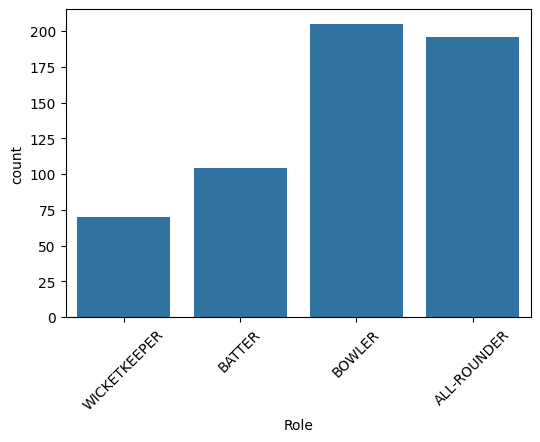 200
175
150
125
100
75
50
25
0
count
WICKETKEEPER
BATTER
BOWLER
ALL-ROUNDER
Role